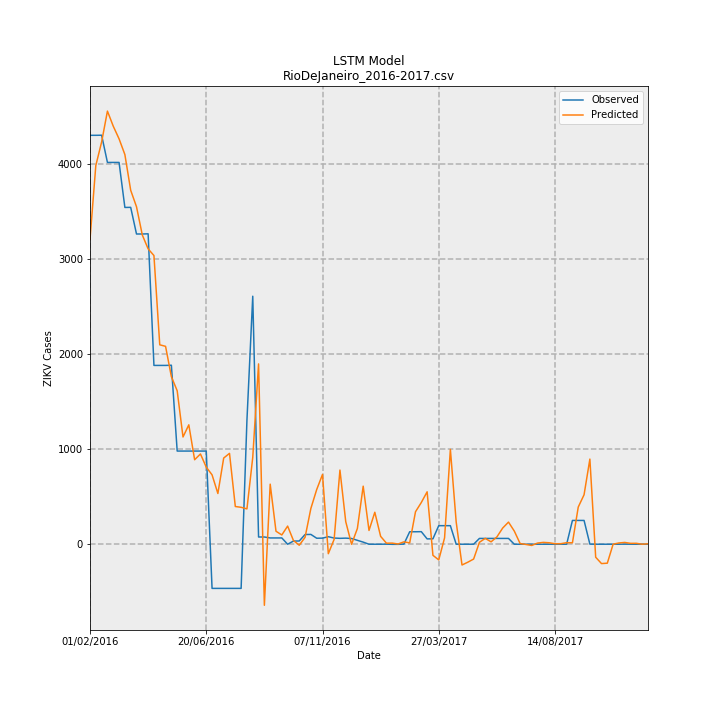 LSTM Model
RioDeJaneiro_2016-2017.csv
Observed
Predicted
4000
3000
2000
1000
0
ZIKV Cases
01/02/2016
20/06/2016
07/11/2016
27/03/2017
14/08/2017
Date